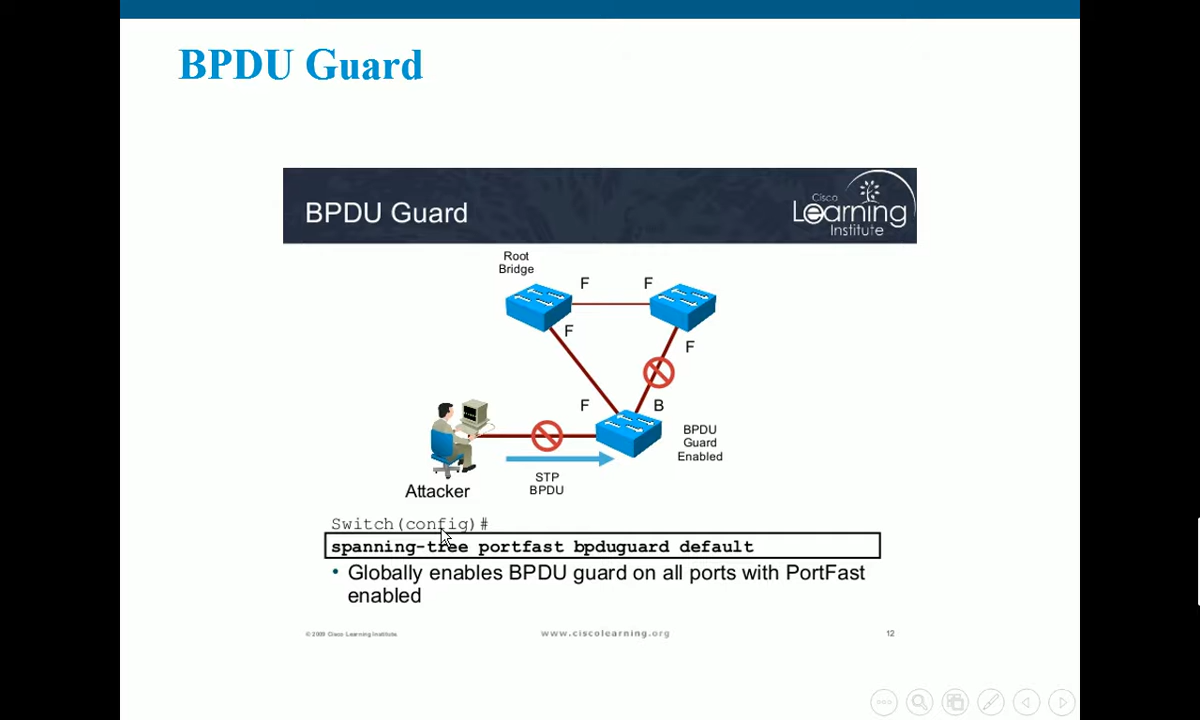 BPDU Guard
BPDU Guard
Cisco
Learning
Institute
Root
Bridge
F
F
F
F
F
B
BPDU
Guard
Enabled
STP
BPDU
Attacker
Switch(config)#
spanning-tree portfast bpduguard default
• Globally enables BPDU guard on all ports with PortFast
enabled
© 2009 Cisco Learning Institute.
www.ciscolearning.org
12